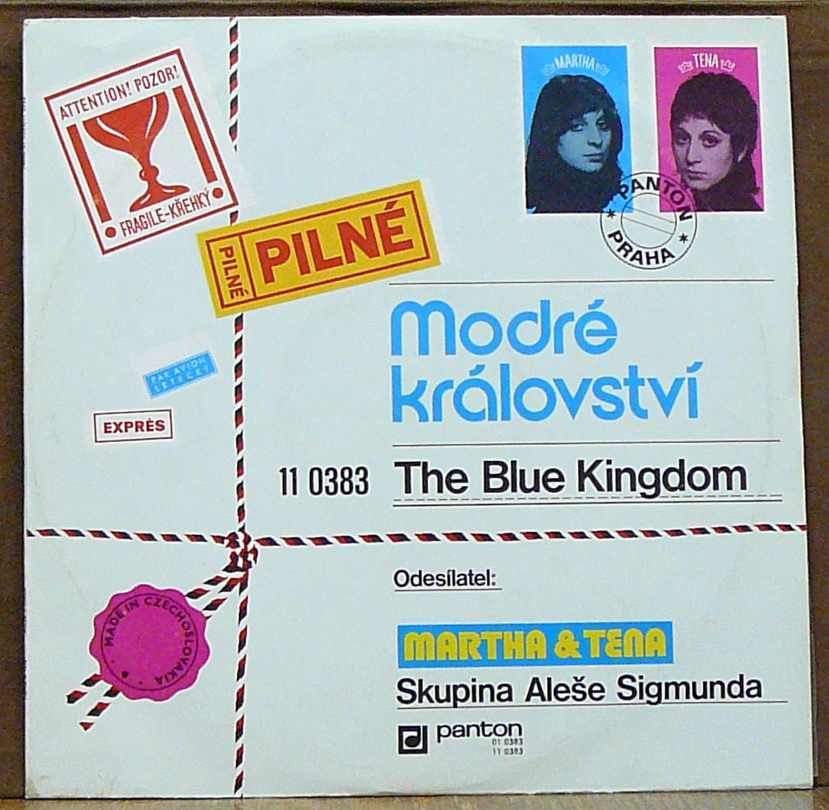 ATTENTION! POZOR!
FRAGILE-KŘEHKÝ
MARTHA
TENA
PANTON
PRAHA
PILNÉ
PILNÉ
Modré
království
PAR AVION
LETECKY
EXPRÈS
11 0383
The Blue Kingdom
Odesílatel:
MADE IN CZECHOSLOVAKIA
MARTHA & TENA
Skupina Aleše Sigmunda
panton
01 0383
11 0383